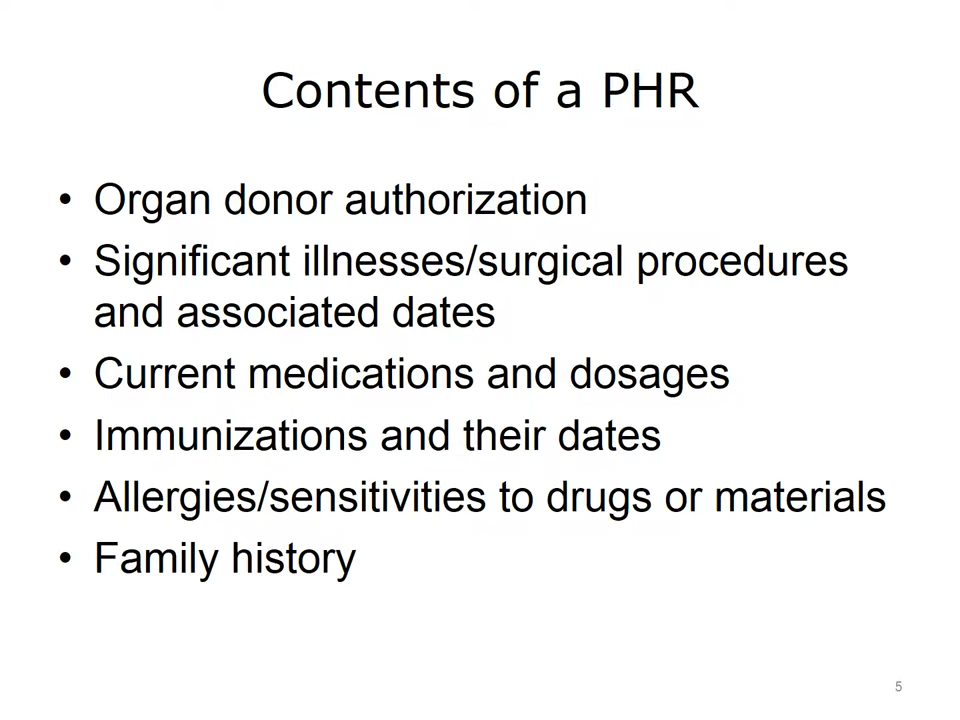 Contents of a PHR
• Organ donor authorization
• Significant illnesses/surgical procedures
and associated dates
• Current medications and dosages
• Immunizations and their dates
• Allergies/sensitivities to drugs or materials
• Family history
5